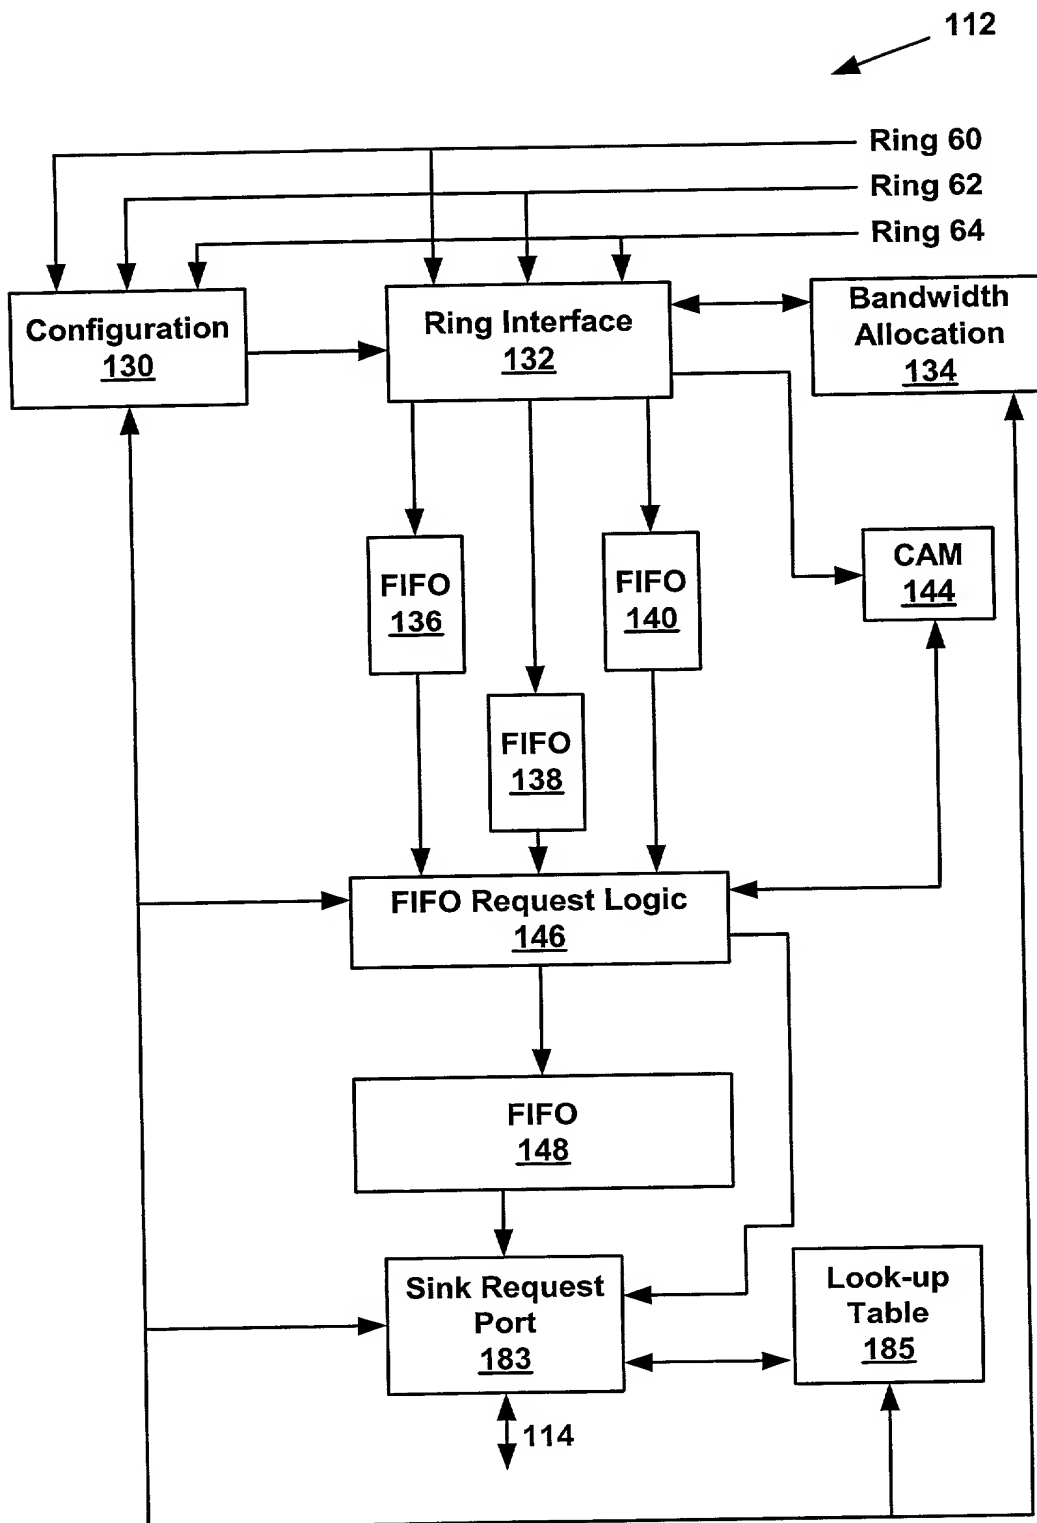 112
Ring 60
Ring 62
Ring 64
Configuration
130
Ring Interface
132
Bandwidth
Allocation
134
FIFO
136
FIFO
140
CAM
144
FIFO
138
FIFO Request Logic
146
FIFO
148
Sink Request
Port
183
Look-up
Table
185
114